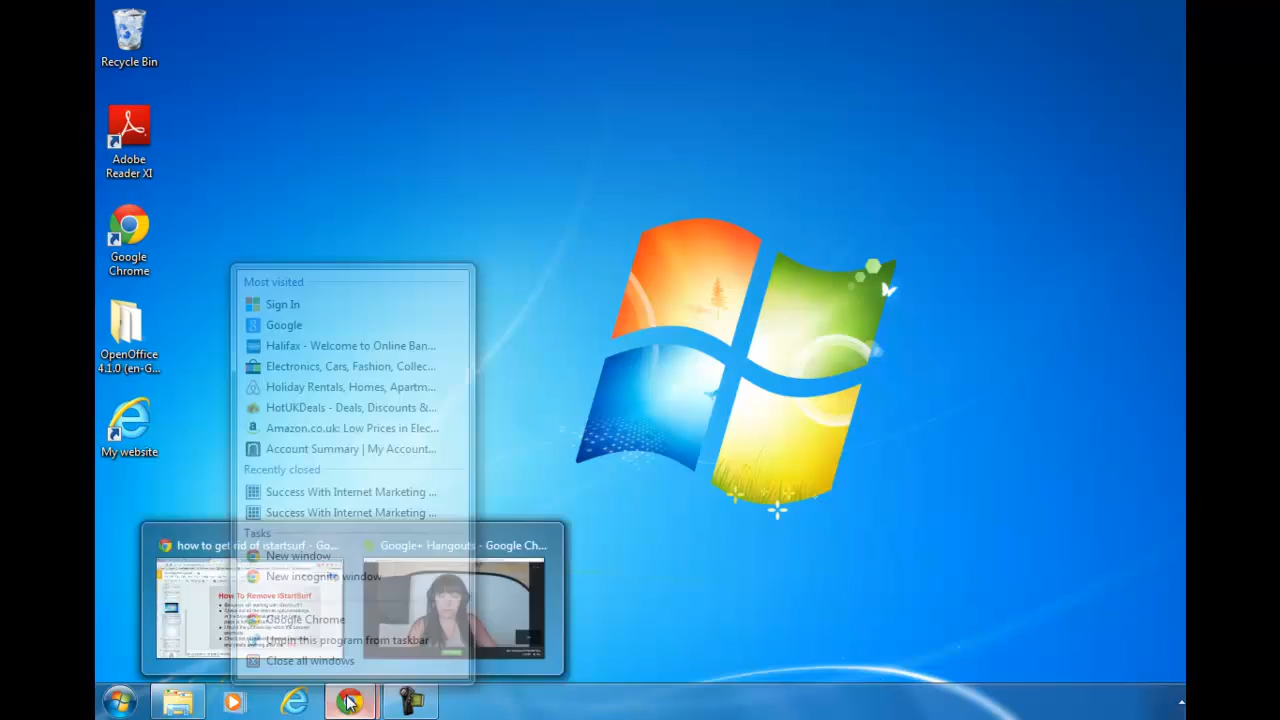 Recycle Bin
Adobe
Reader XI
Google
Chrome
OpenOffice
4.1.0 (en-G...
My website
Most visited
Sign In
Google
Halifax - Welcome to Online Ban...
Electronics, Cars, Fashion, Collec...
Holiday Rentals, Homes, Apartm...
HotUKDeals - Deals, Discounts &...
Amazon.co.uk: Low Prices in Elec...
Account Summary | My Account...
Recently closed
Success With Internet Marketing ...
Success With Internet Marketing ...
Tasks
New window
New incognito window
Google Chrome
Unpin this program from taskbar
Close all windows
how to get rid of istartsurf - Go...
Google+ Hangouts - Google Ch...
How To Remove iStartSurf